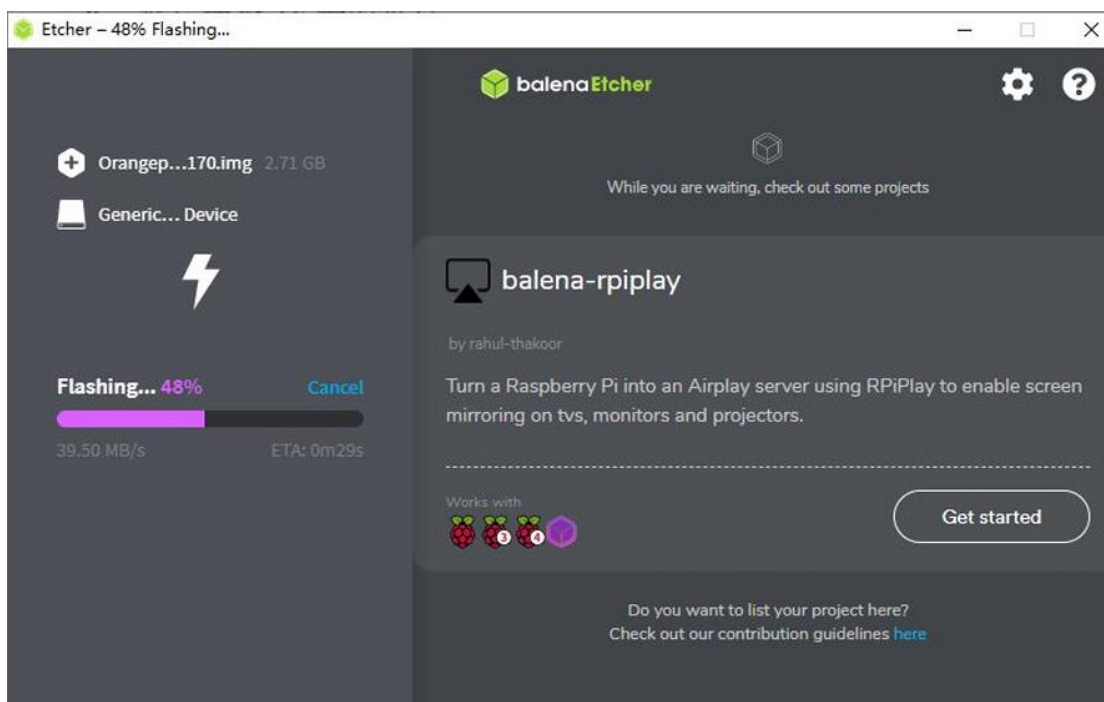 Etcher – 48% Flashing...
balenaEtcher
Orangep...170.img 2.71 GB
Generic... Device
Flashing... 48% Cancel
39.50 MB/s ETA: 0m29s
While you are waiting, check out some projects
balena-rpiplay
by rahul-thakoor
Turn a Raspberry Pi into an Airplay server using RPiPlay to enable screen
mirroring on tvs, monitors and projectors.
Works with
3 4
Get started
Do you want to list your project here?
Check out our contribution guidelines here